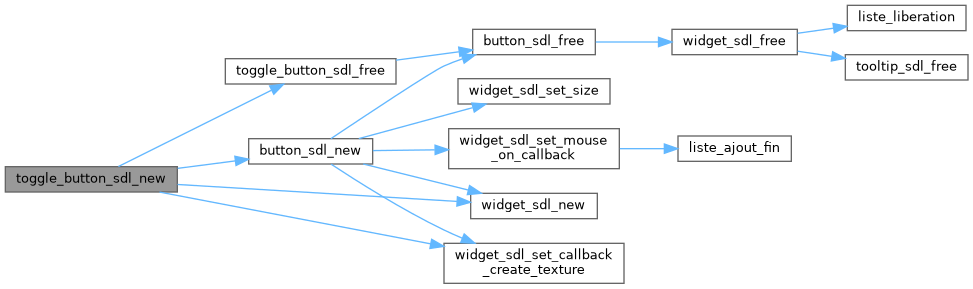 toggle_button_sdl_new
toggle_button_sdl_free
button_sdl_new
button_sdl_free
widget_sdl_set_size
widget_sdl_set_mouse
_on_callback
widget_sdl_new
widget_sdl_set_callback
_create_texture
widget_sdl_free
liste_ajout_fin
liste_liberation
tooltip_sdl_free